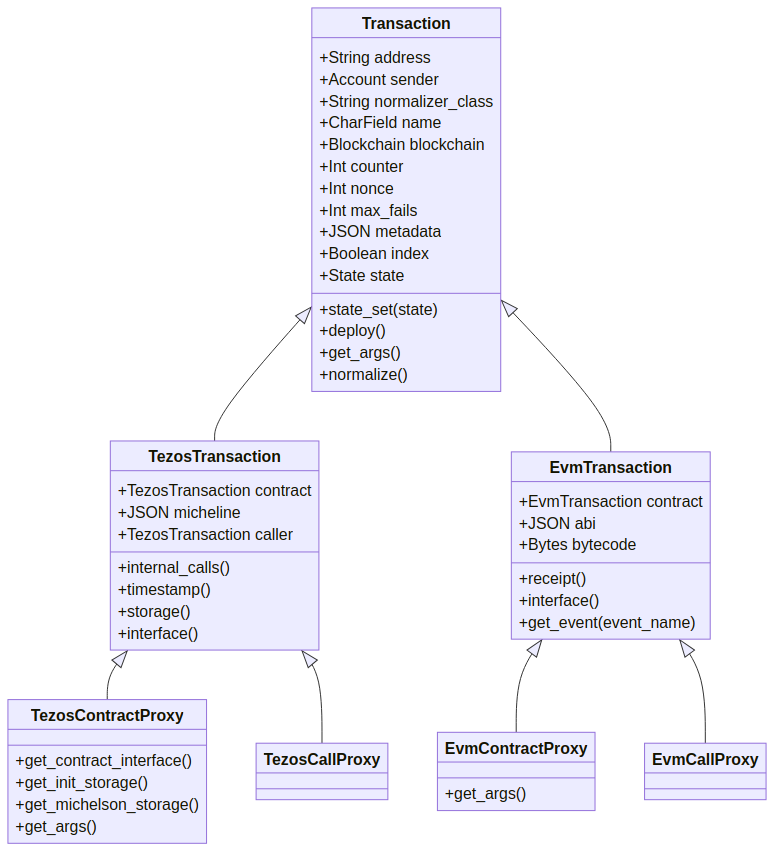 Transaction
+String address
+Account sender
+String normalizer_class
+CharField name
+Blockchain blockchain
+Int counter
+Int nonce
+Int max_fails
+JSON metadata
+Boolean index
+State state
+state_set(state)
+deploy()
+get_args()
+normalize()
TezosTransaction
+TezosTransaction contract
+JSON micheline
+TezosTransaction caller
+internal_calls()
+timestamp()
+storage()
+interface()
EvmTransaction
+EvmTransaction contract
+JSON abi
+Bytes bytecode
+receipt()
+interface()
+get_event(event_name)
TezosContractProxy
+get_contract_interface()
+get_init_storage()
+get_michelson_storage()
+get_args()
TezosCallProxy
EvmContractProxy
+get_args()
EvmCallProxy